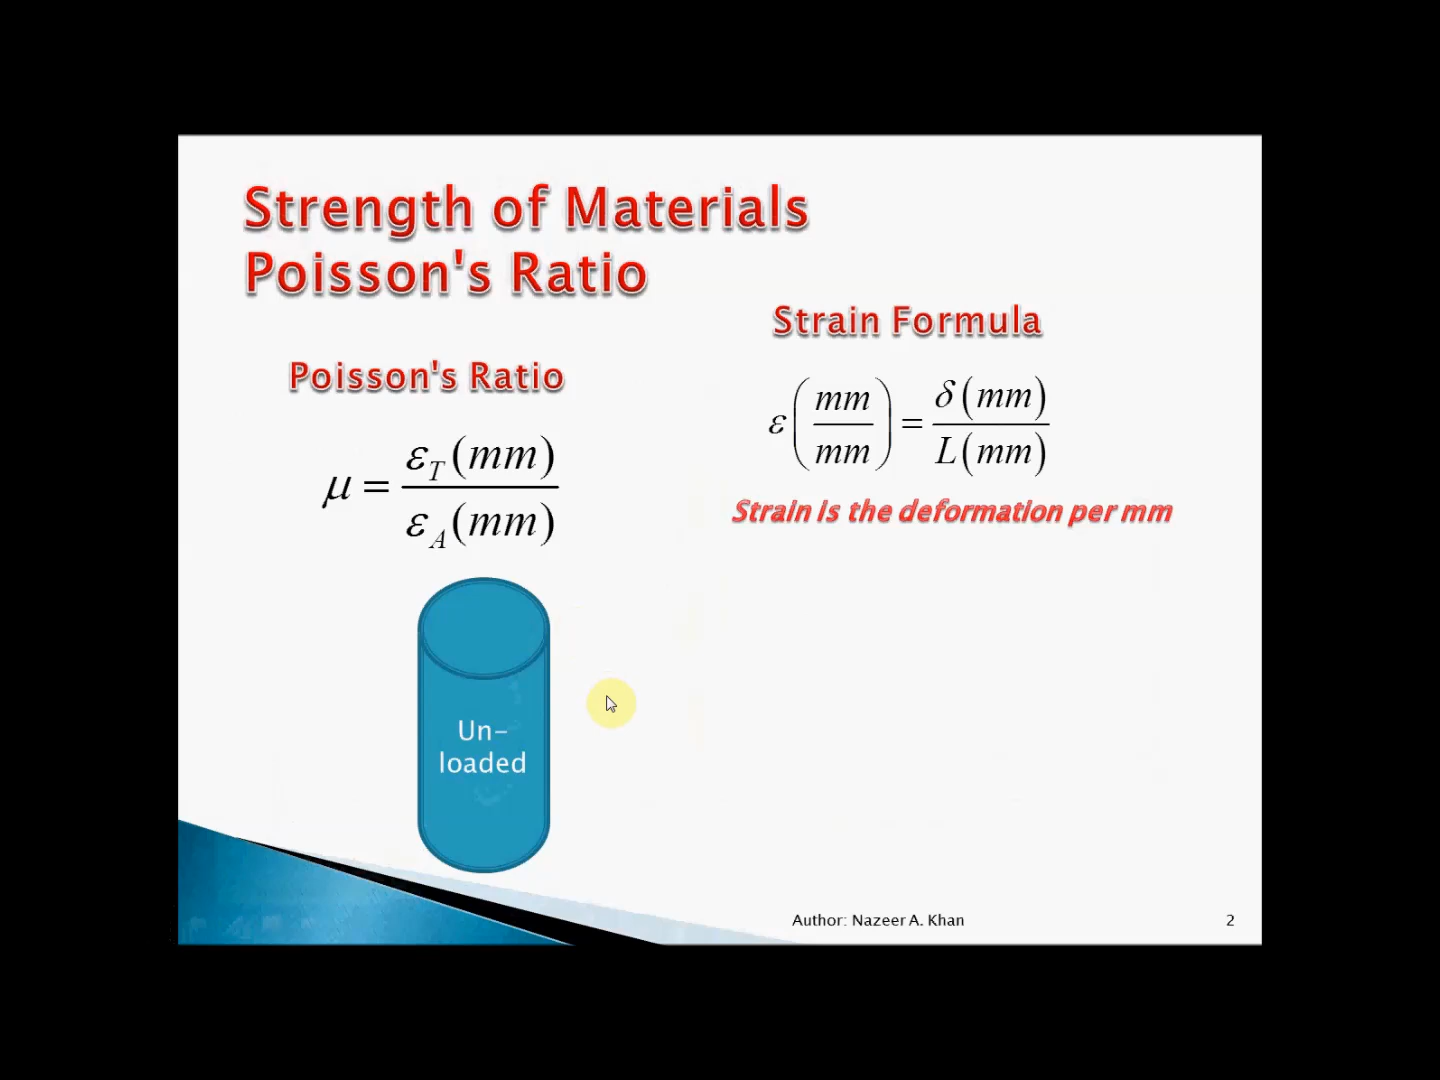 Strength of Materials
Poisson's Ratio
Poisson's Ratio
μ = ε_T (mm) / ε_A (mm)
Strain Formula
ε (mm / mm) = δ (mm) / L (mm)
Strain is the deformation per mm
Un-
loaded
Author: Nazeer A. Khan
2